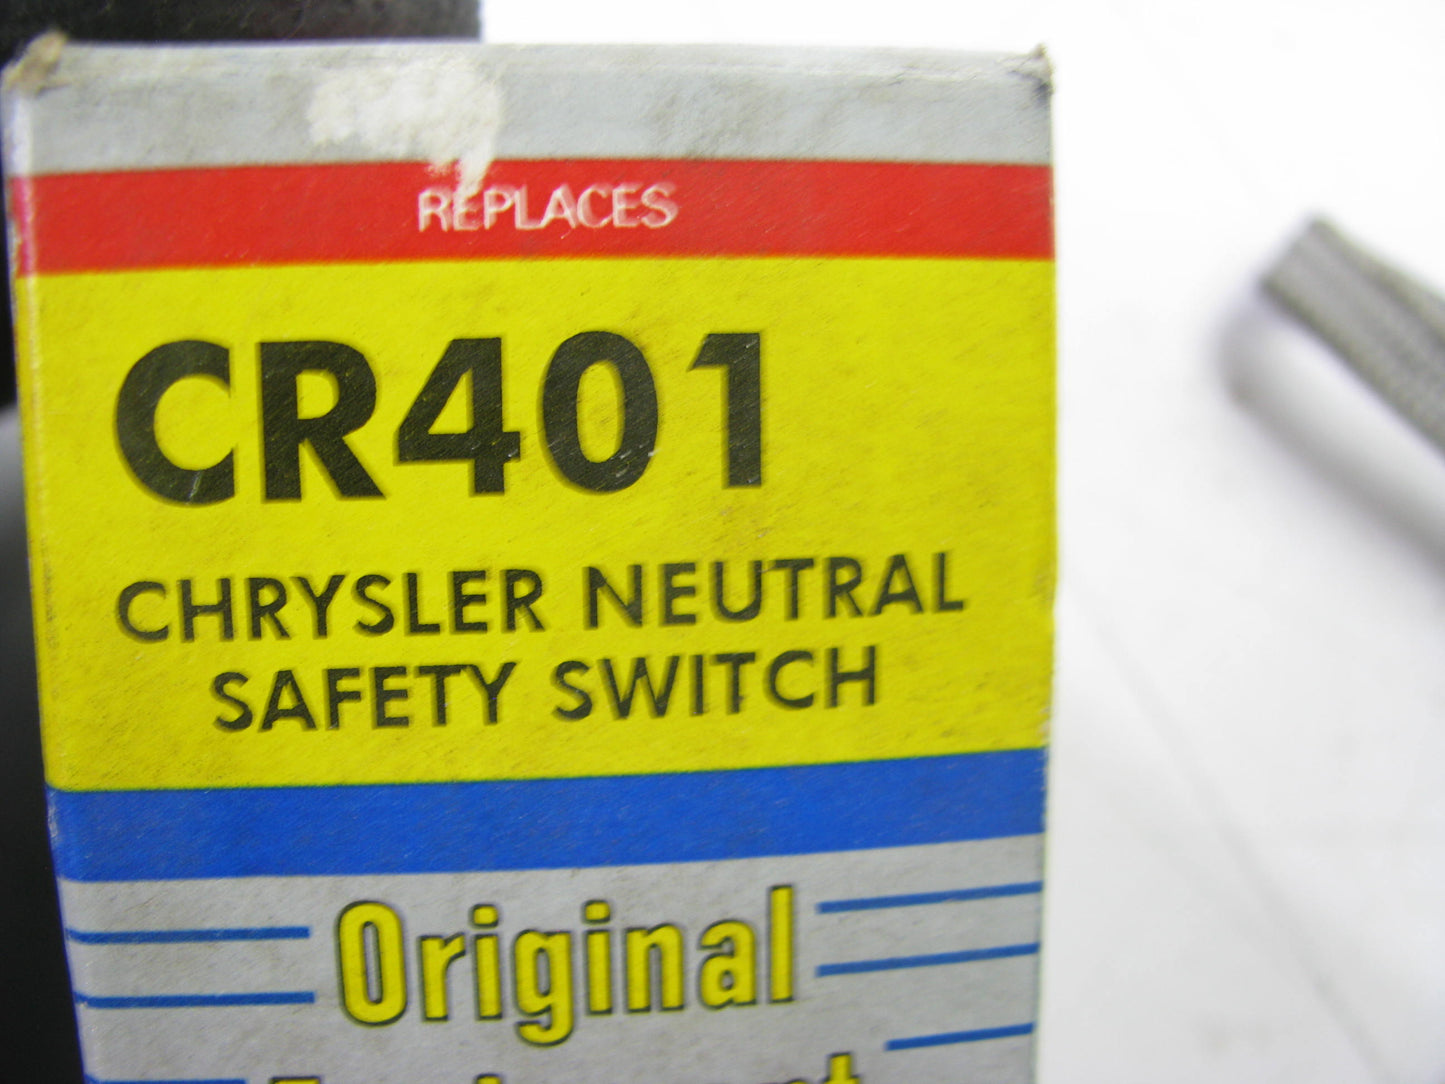 REPLACES
CR401
CHRYSLER NEUTRAL
SAFETY SWITCH
Original